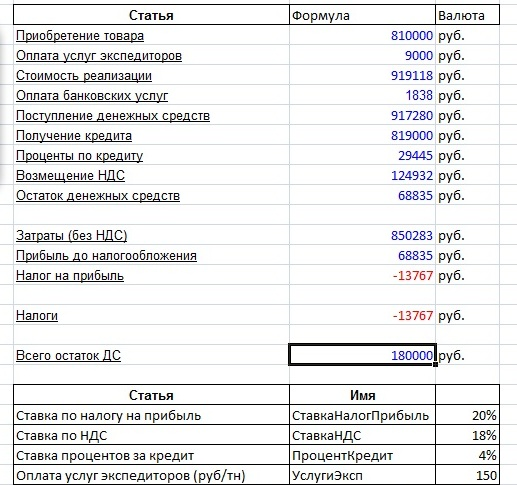 Статья Формула Валюта
Приобретение товара 810000 руб.
Оплата услуг экспедиторов 9000 руб.
Стоимость реализации 919118 руб.
Оплата банковских услуг 1838 руб.
Поступление денежных средств 917280 руб.
Получение кредита 819000 руб.
Проценты по кредиту 29445 руб.
Возмещение НДС 124932 руб.
Остаток денежных средств 68835 руб.
Затраты (без НДС) 850283 руб.
Прибыль до налогообложения 68835 руб.
Налог на прибыль -13767 руб.
Налоги -13767 руб.
Всего остаток ДС 180000 руб.
Статья Имя
Ставка по налогу на прибыль СтавкаНалогПрибыль 20%
Ставка по НДС СтавкаНДС 18%
Ставка процентов за кредит ПроцентКредит 4%
Оплата услуг экспедиторов (руб/тн) УслугиЭксп 150